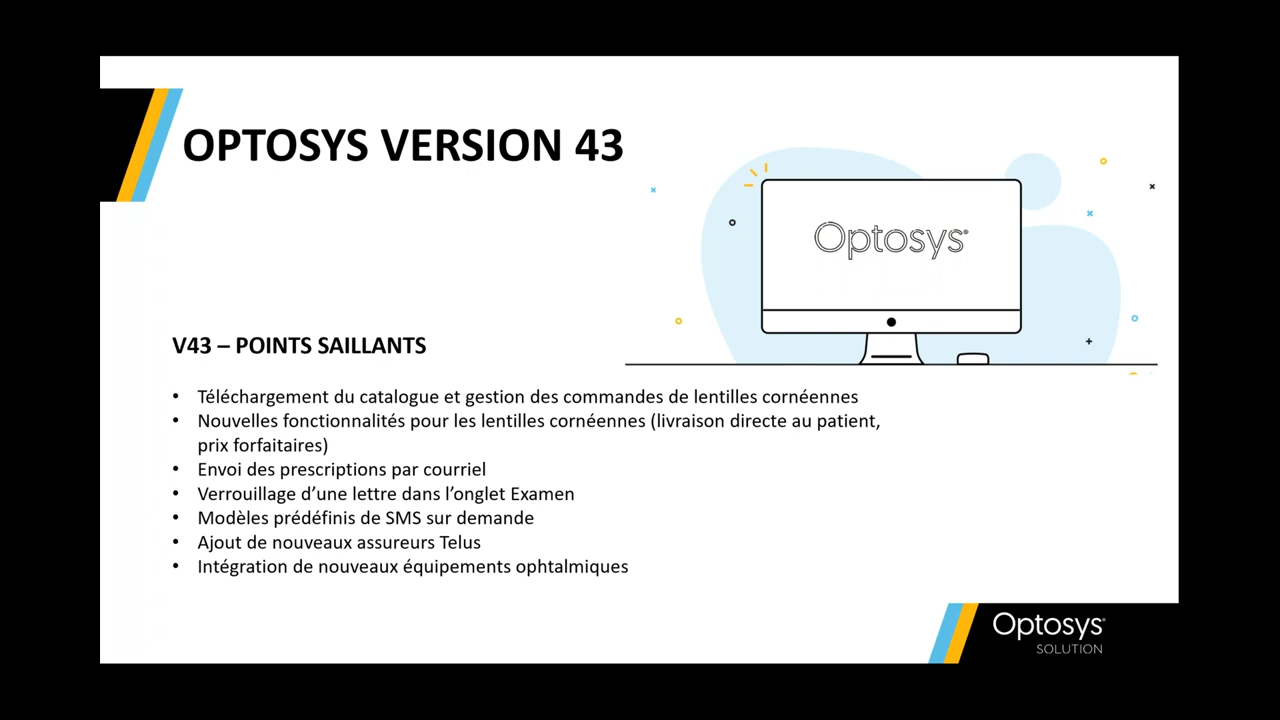 OPTOSYS VERSION 43
Optosys®
V43 – POINTS SAILLANTS
• Téléchargement du catalogue et gestion des commandes de lentilles cornéennes
• Nouvelles fonctionnalités pour les lentilles cornéennes (livraison directe au patient,
prix forfaitaires)
• Envoi des prescriptions par courriel
• Verrouillage d’une lettre dans l’onglet Examen
• Modèles prédéfinis de SMS sur demande
• Ajout de nouveaux assureurs Telus
• Intégration de nouveaux équipements ophtalmiques
Optosys®
SOLUTION